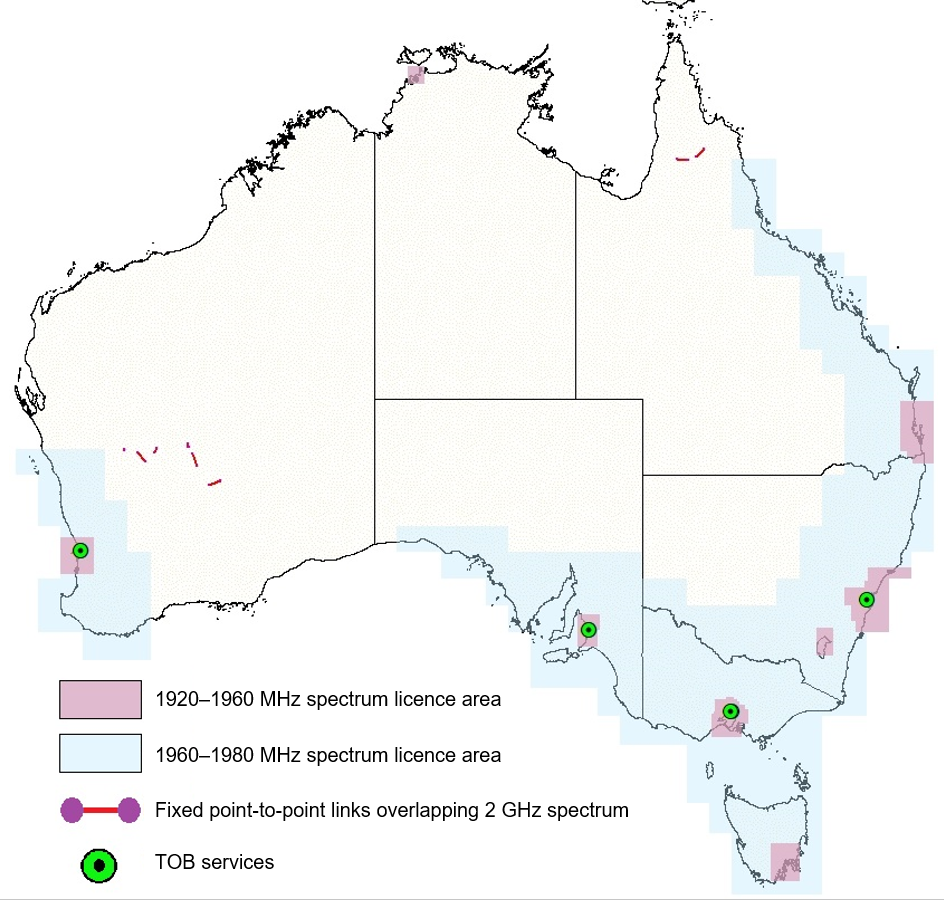 1920–1960 MHz spectrum licence area
1960–1980 MHz spectrum licence area
Fixed point-to-point links overlapping 2 GHz spectrum
TOB services